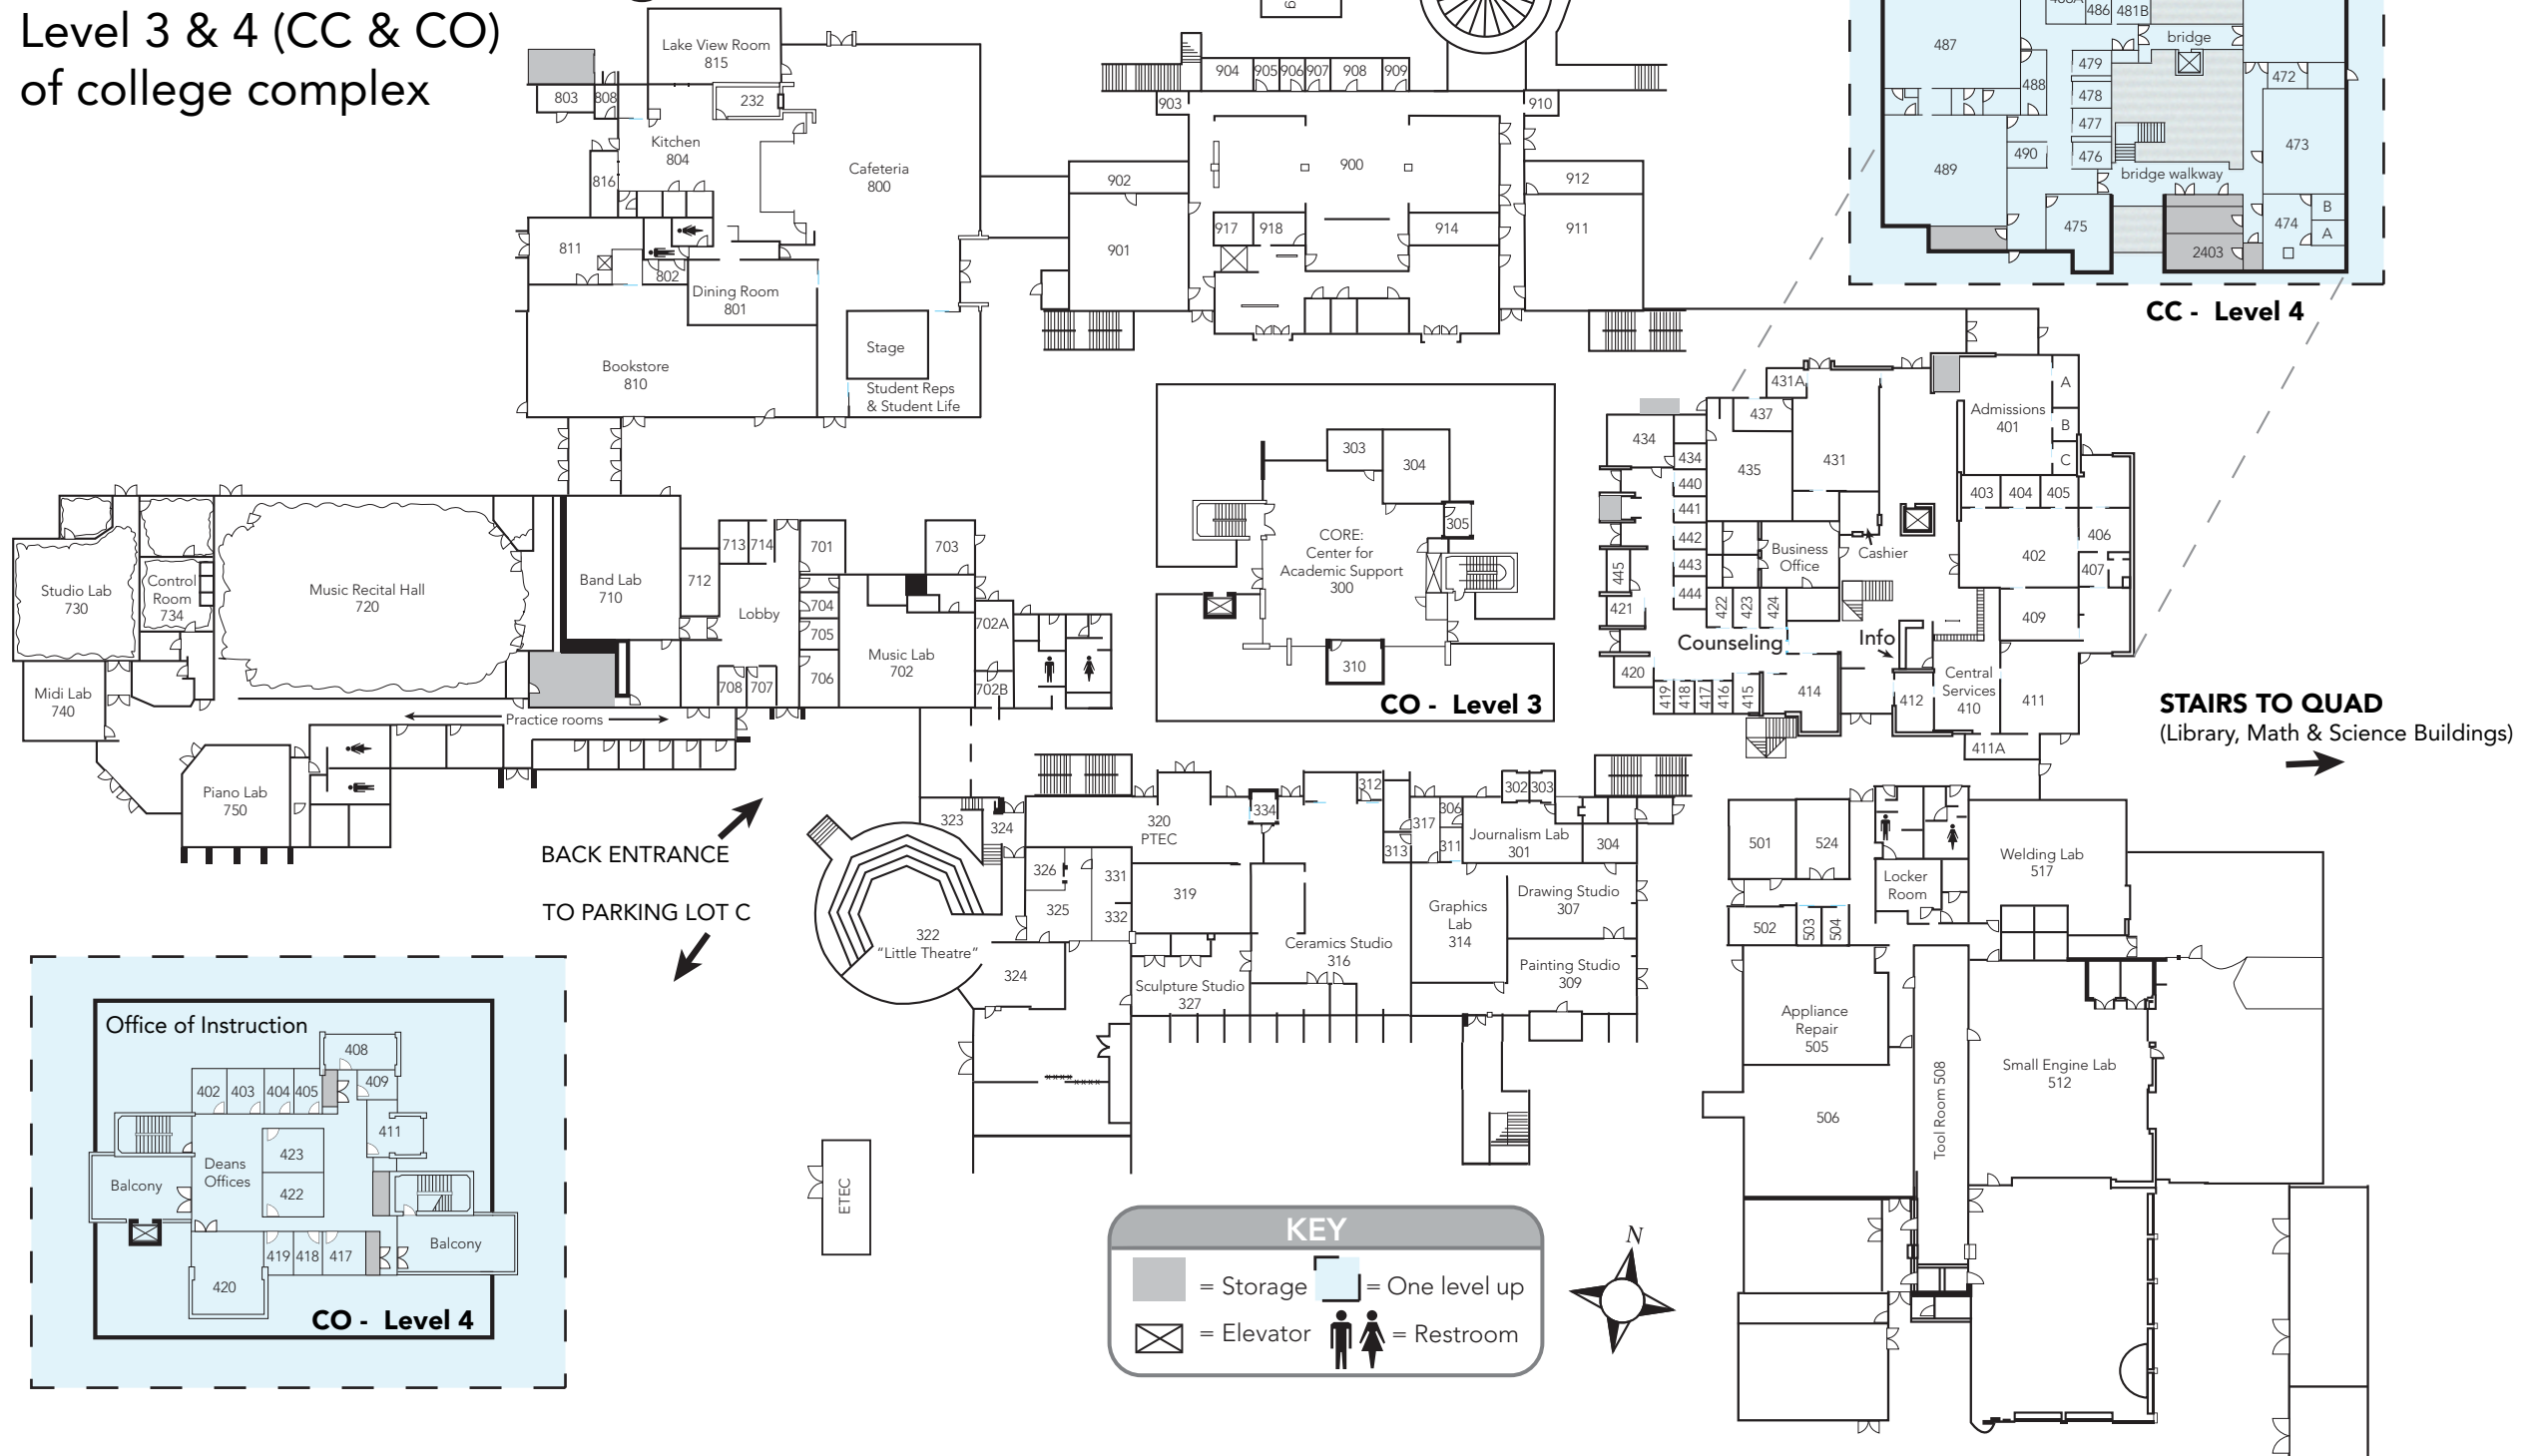 Level 3 & 4 (CC & CO)
of college complex
Lake View Room
815
803
808
232
Kitchen
804
816
Cafeteria
800
811
802
Dining Room
801
Bookstore
810
Stage
Student Reps
& Student Life
904
905
906
907
908
909
903
910
902
900
912
901
917
918
914
911
487
486
481B
bridge
479
472
488
478
477
473
489
490
476
bridge walkway
475
474
B
A
2403
CC - Level 4
303
304
305
CORE:
Center for
Academic Support
300
310
CO - Level 3
431A
437
434
434
435
431
440
441
442
443
444
445
421
420
422
423
424
Business
Office
Cashier
Counseling
Info
419
418
417
416
415
414
412
Central
Services
410
411
411A
Admissions
401
A
B
C
403
404
405
406
402
407
409
STAIRS TO QUAD
(Library, Math & Science Buildings)
Studio Lab
730
Control
Room
734
Music Recital Hall
720
Band Lab
710
712
713
714
701
703
Lobby
704
705
706
Music Lab
702
702A
702B
708
707
Midi Lab
740
Practice rooms
Piano Lab
750
BACK ENTRANCE
TO PARKING LOT C
323
324
320
PTEC
334
312
317
306
313
311
302
303
Journalism Lab
301
304
326
331
325
332
319
322
“Little Theatre”
324
Sculpture Studio
327
Ceramics Studio
316
Graphics
Lab
314
Drawing Studio
307
Painting Studio
309
501
524
502
503
504
Locker
Room
Welding Lab
517
Appliance
Repair
505
506
Tool Room 508
Small Engine Lab
512
Office of Instruction
408
402
403
404
405
409
411
Deans
Offices
423
422
Balcony
Balcony
419
418
417
420
CO - Level 4
ETEC
KEY
= Storage
= One level up
= Elevator
= Restroom
N